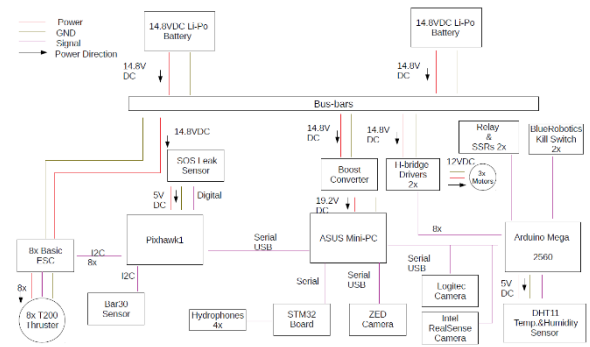 Power
GND
Signal
Power Direction
14.8VDC Li-Po
Battery
14.8VDC Li-Po
Battery
14.8V
DC
14.8V
DC
Bus-bars
14.8VDC
14.8V
DC
14.8V
DC
Relay
&
SSRs 2x
BlueRobotics
Kill Switch
2x
SOS Leak
Sensor
Boost
Converter
H-bridge
Drivers
2x
12VDC
3x
Motors
5V
DC
Digital
19.2V
DC
8x Basic
ESC
I2C
8x
Pixhawk1
Serial
USB
ASUS Mini-PC
8x
Arduino Mega
2560
8x
8x T200
Thruster
I2C
Bar30
Sensor
Serial
Serial
USB
Serial
USB
Logitec
Camera
5V
DC
Hydrophones
4x
STM32
Board
ZED
Camera
Intel
RealSense
Camera
DHT11
Temp.&Humidity
Sensor